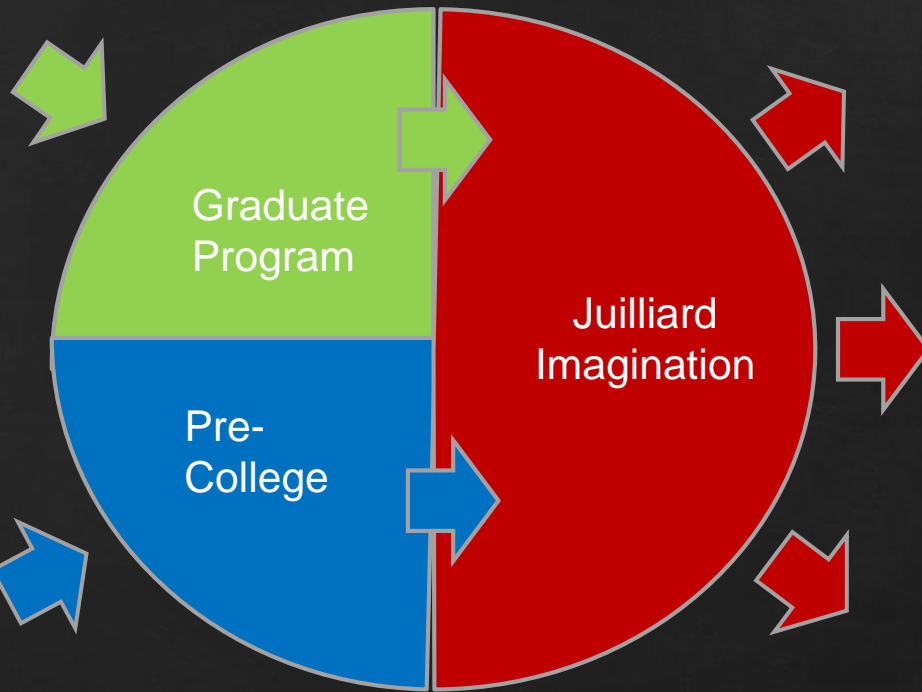 Graduate
Program
Juilliard
Imagination
Pre-
College